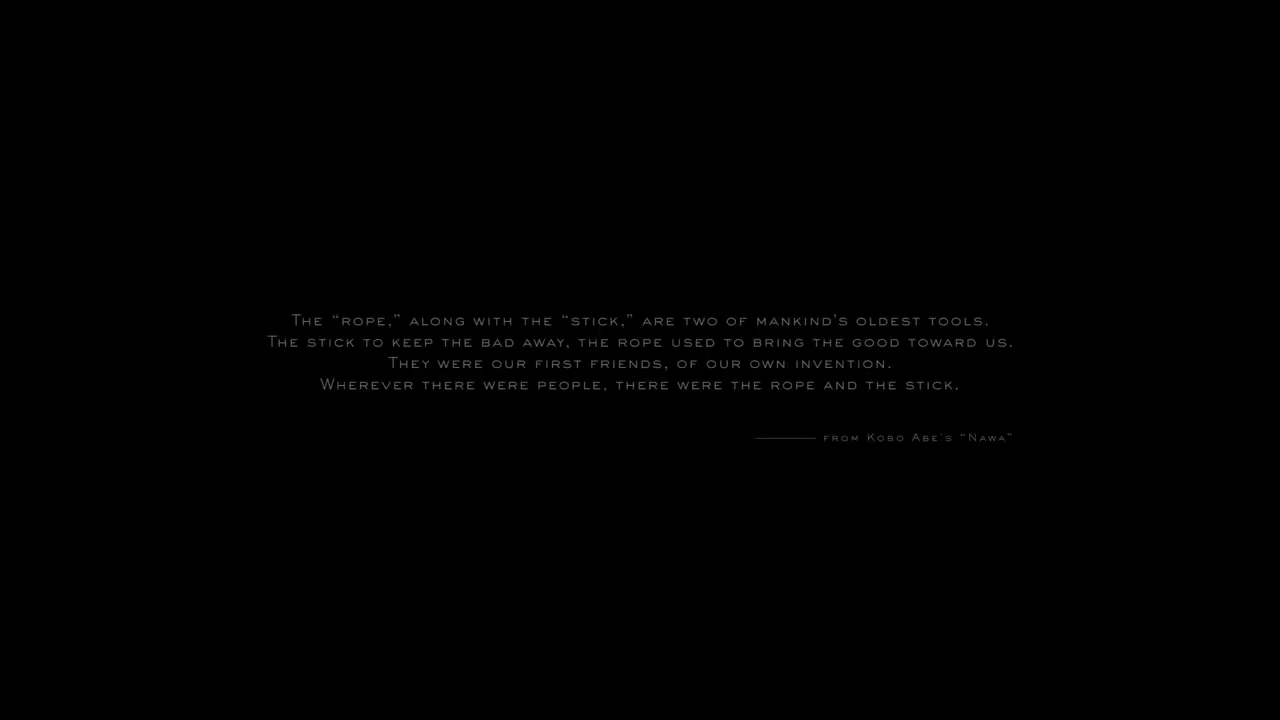 The “rope,” along with the “stick,” are two of mankind's oldest tools.
The stick to keep the bad away, the rope used to bring the good toward us.
They were our first friends, of our own invention.
Wherever there were people, there were the rope and the stick.
from Kobo Abe's “Nawa”